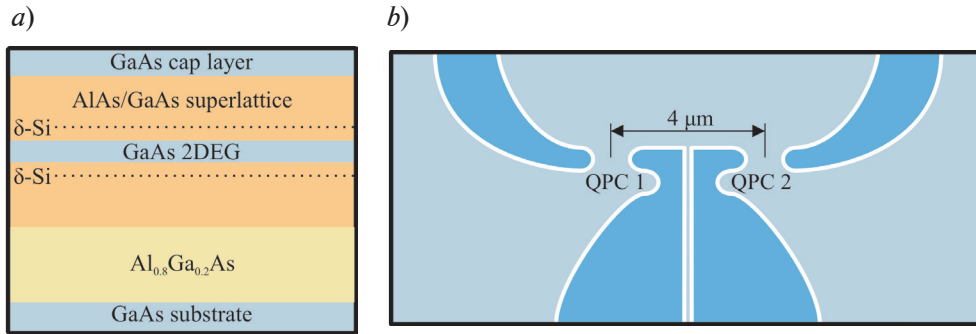 a)
GaAs cap layer
AlAs/GaAs superlattice
δ-Si
GaAs 2DEG
δ-Si
Al0.8Ga0.2As
GaAs substrate
b)
4 μm
QPC 1
QPC 2